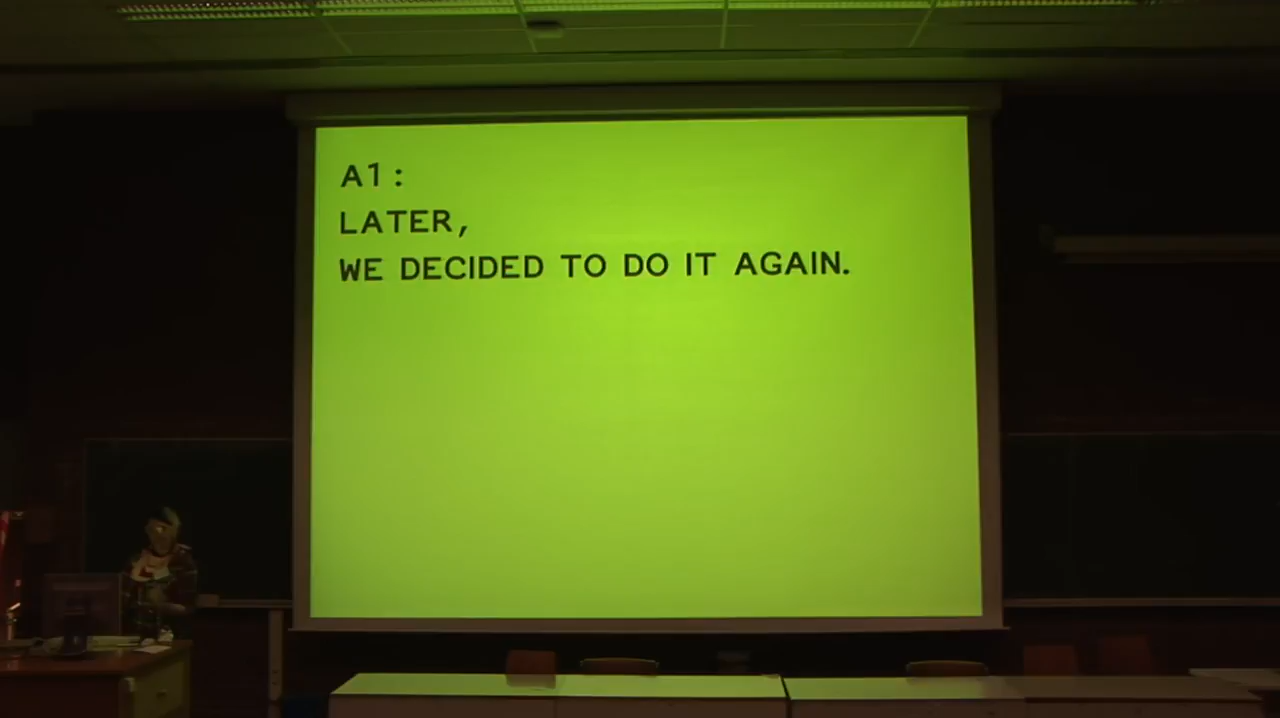 A1:
LATER,
WE DECIDED TO DO IT AGAIN.